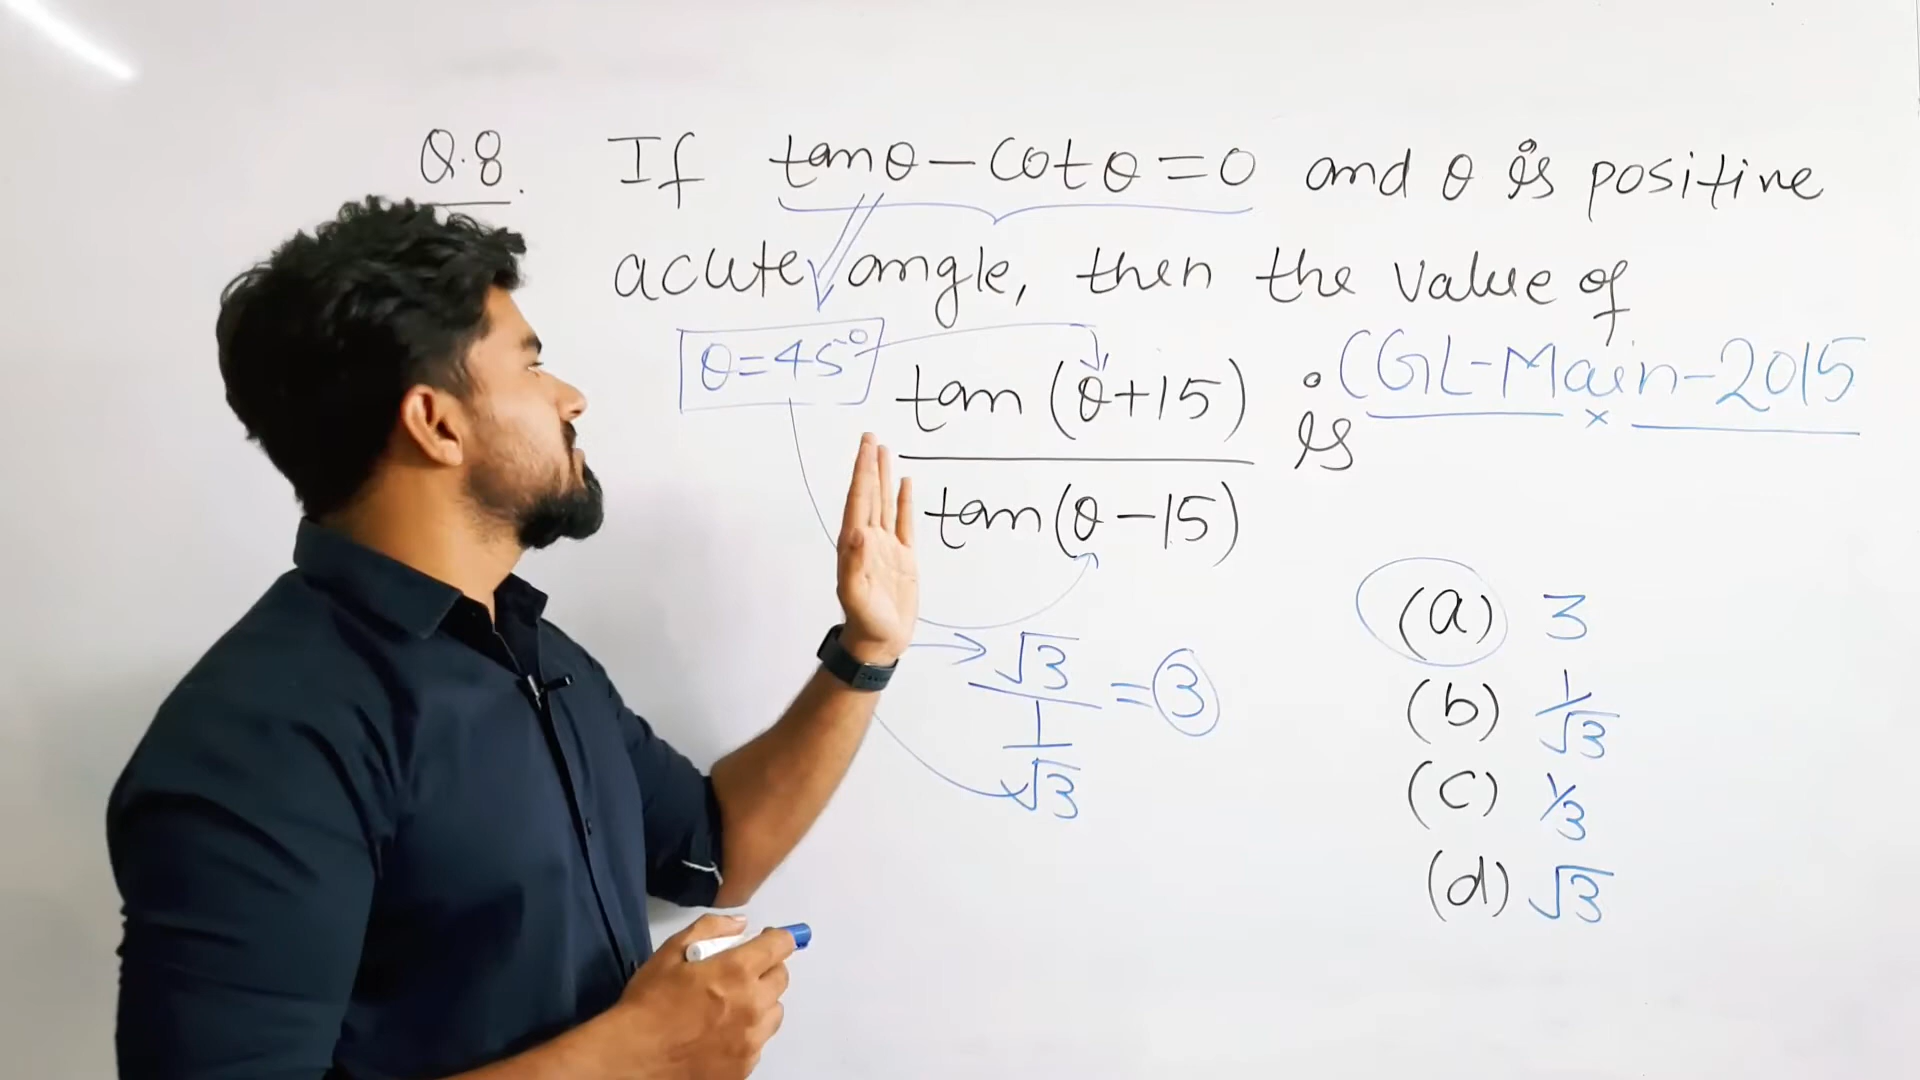 Q.8. If tanθ-cotθ=0 and θ is positive
acute angle, then the value of
θ=45°
tan(θ+15)
tan(θ-15)
is
.CGL-Main-2015
√3
1
√3
=3
(a) 3
(b) 1/√3
(c) 1/3
(d) √3